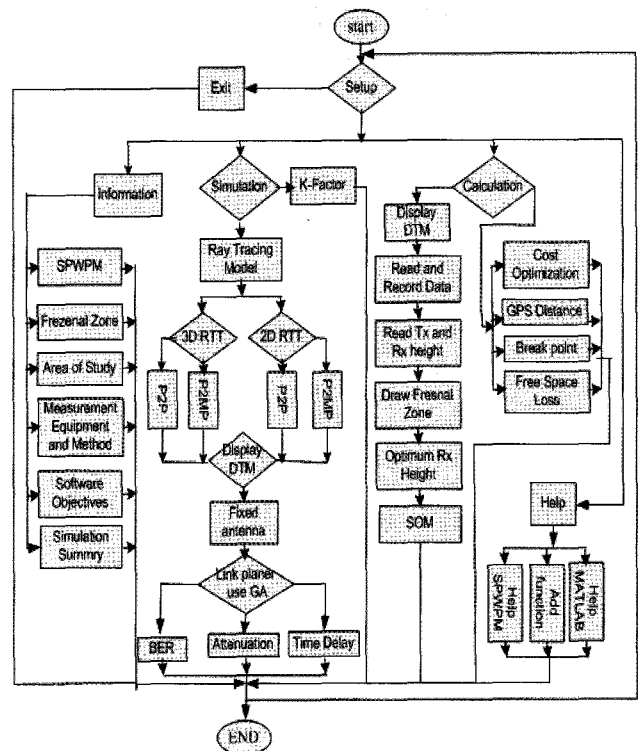 start
Exit
Setup
Information
Simulation
K-Factor
Calculation
Display
DTM
SPWPM
Frezenal Zone
Area of Study
Measurement
Equipment
and Method
Software
Objectives
Simulation
Summry
Ray Tracing
Model
3D RTT
2D RTT
P2P
P2MP
P2P
P2MP
Display
DTM
Fixed
antenna
Link planer
use GA
BER
Attenuation
Time Delay
Read and
Record Data
Read Tx and
Rx height
Draw Fresnal
Zone
Optimum Rx
Height
SOM
Cost
Optimization
GPS Distance
Break point
Free Space
Loss
Help
Help
SPWPM
Add
function
Help
MATLAB
END